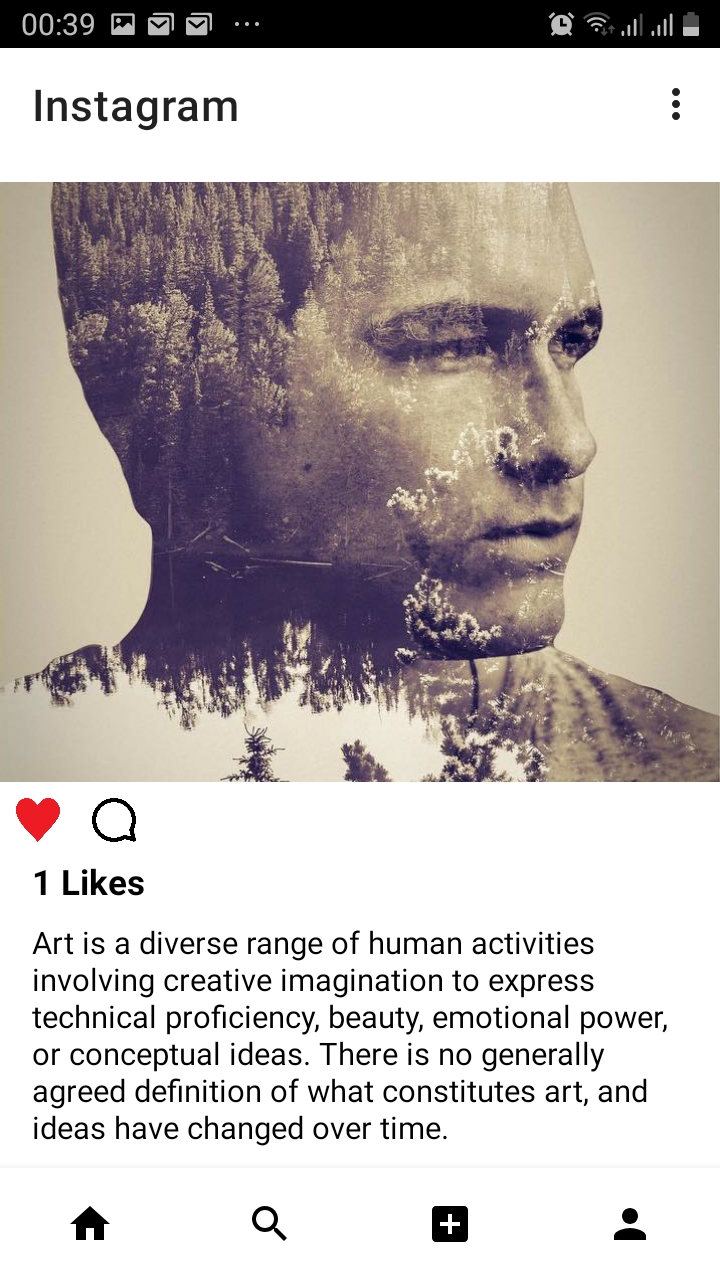 00:39
Instagram
1 Likes
Art is a diverse range of human activities
involving creative imagination to express
technical proficiency, beauty, emotional power,
or conceptual ideas. There is no generally
agreed definition of what constitutes art, and
ideas have changed over time.